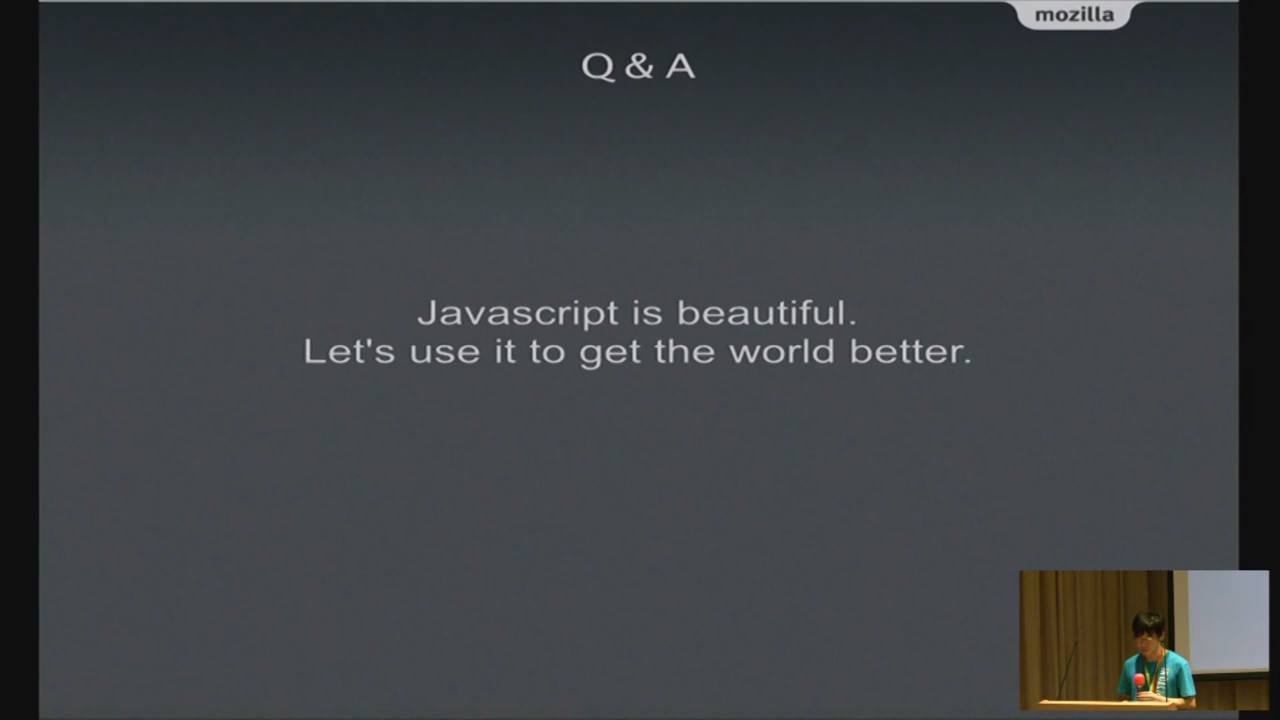 mozilla
Q & A
Javascript is beautiful.
Let's use it to get the world better.